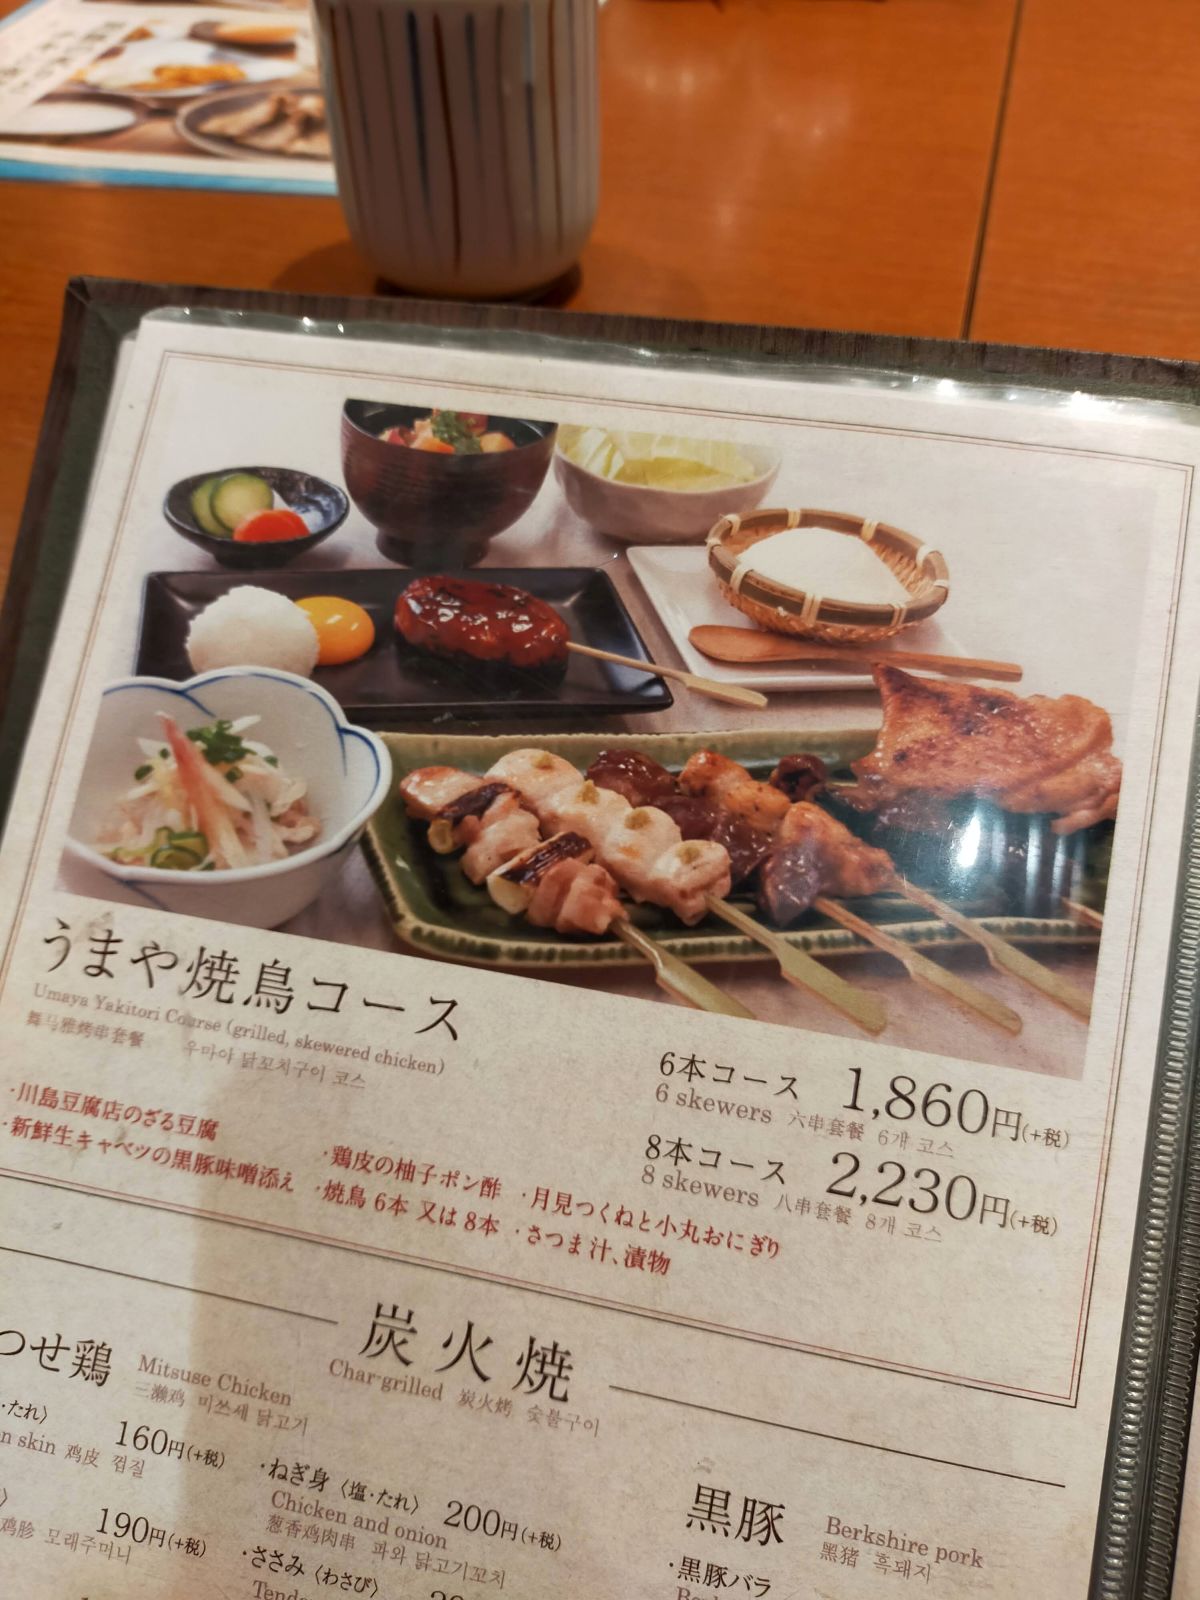 うまや焼鳥コース
Umaya Yakitori Course (grilled, skewered chicken)
舞马雅烤串套餐 우마야 닭꼬치구이 코스
6本コース 1,860円(+税)
6 skewers 六串套餐 6개 코스
8本コース 2,230円(+税)
8 skewers 八串套餐 8개 코스
・川島豆腐店のざる豆腐
・新鮮生キャベツの黒豚味噌添え
・鶏皮の柚子ポン酢
・焼鳥 6本 又は 8本
・月見つくねと小丸おにぎり
・さつま汁、漬物
炭火焼
Char-grilled 炭火烤 숯불구이
つせ鶏
Mitsuse Chicken
三濑鸡 미쓰세 닭고기
・たれ〉
160円(+税)
n skin 鸡皮 껍질
〉
190円(+税)
鸡胗 모래주머니
・ねぎ身〈塩・たれ〉 200円(+税)
Chicken and onion
葱香鸡肉串 파와 닭고기꼬치
・ささみ〈わさび〉
Tende
黒豚
Berkshire pork
黑猪 흑돼지
・黒豚バラ